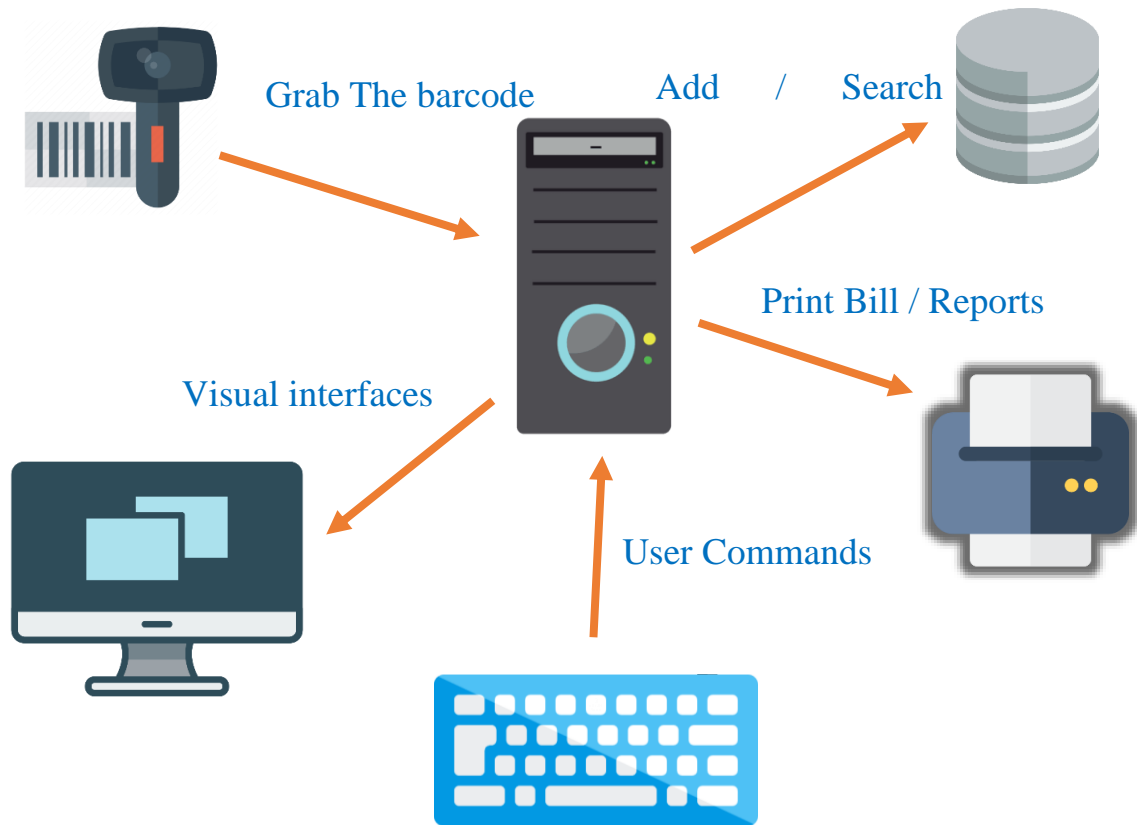 Grab The barcode
Add / Search
Print Bill / Reports
Visual interfaces
User Commands